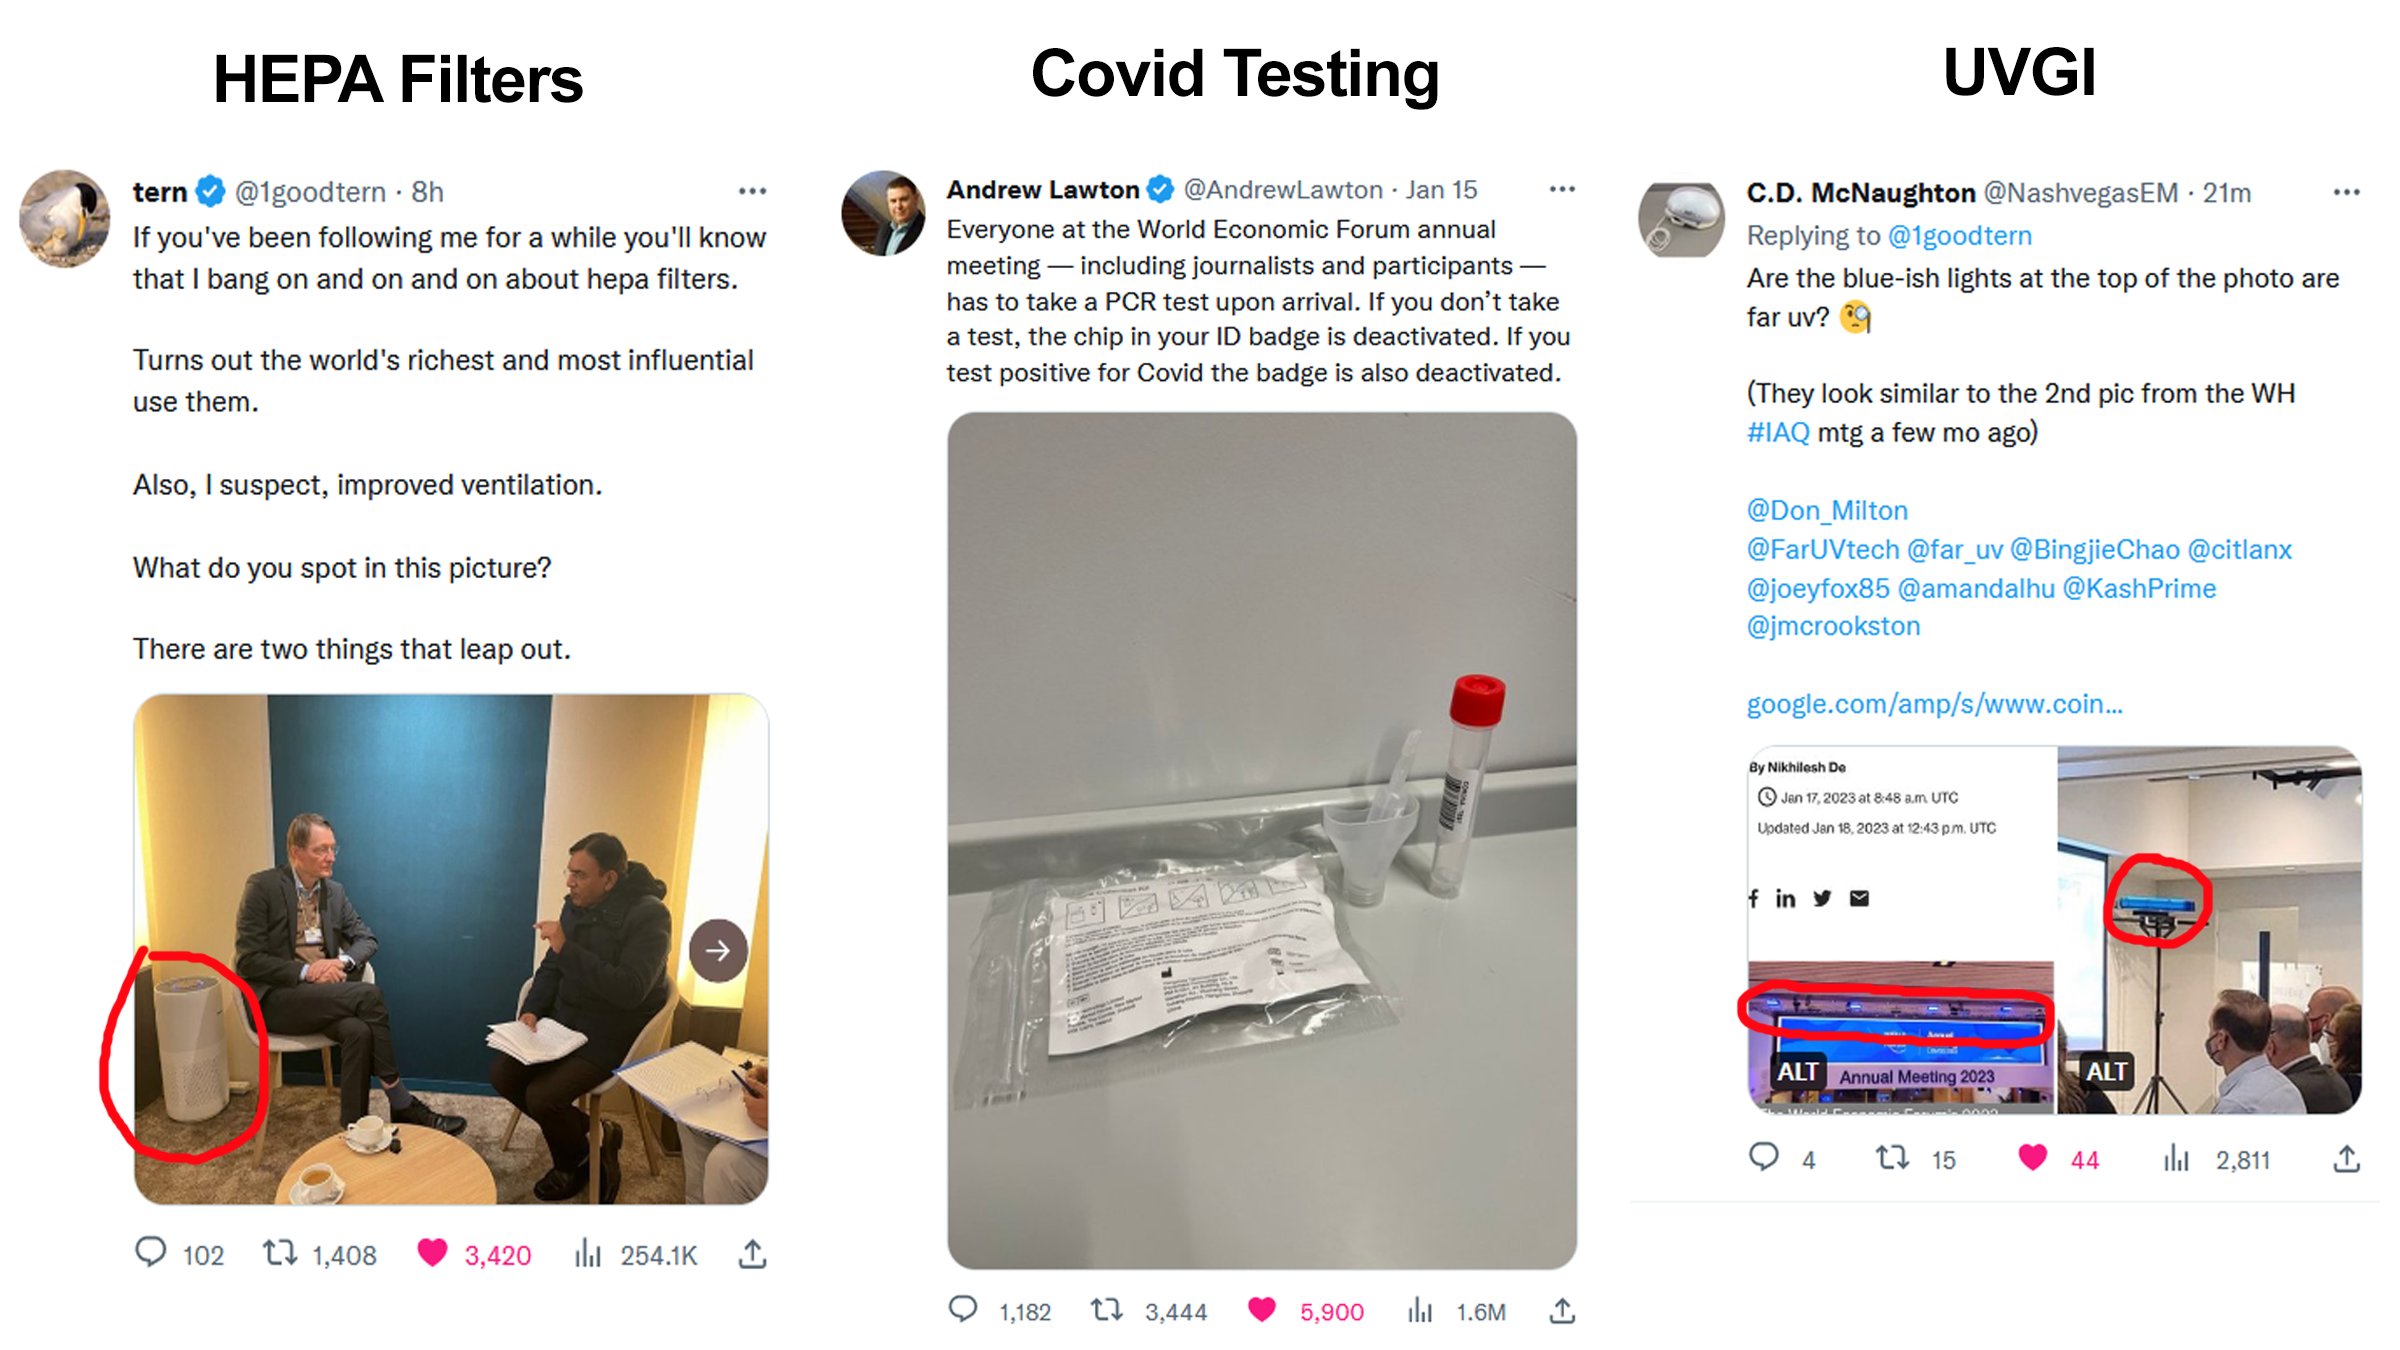 HEPA Filters
tern @1goodtern · 8h
If you've been following me for a while you'll know
that I bang on and on and on about hepa filters.
Turns out the world's richest and most influential
use them.
Also, I suspect, improved ventilation.
What do you spot in this picture?
There are two things that leap out.
102 1,408 3,420 254.1K
Covid Testing
Andrew Lawton @AndrewLawton · Jan 15
Everyone at the World Economic Forum annual
meeting — including journalists and participants —
has to take a PCR test upon arrival. If you don’t take
a test, the chip in your ID badge is deactivated. If you
test positive for Covid the badge is also deactivated.
1,182 3,444 5,900 1.6M
UVGI
C.D. McNaughton @NashvegasEM · 21m
Replying to @1goodtern
Are the blue-ish lights at the top of the photo are
far uv?
(They look similar to the 2nd pic from the WH
#IAQ mtg a few mo ago)
@Don_Milton
@FarUVtech @far_uv @BingjieChao @citlanx
@joeyfox85 @amandalhu @KashPrime
@jmcrookston
google.com/amp/s/www.coin...
By Nikhilesh De
Jan 17, 2023 at 8:48 a.m. UTC
Updated Jan 18, 2023 at 12:43 p.m. UTC
f in
Annual
ALT Annual Meeting 2023
ALT
The World Economic Forum's 2023
4 15 44 2,811